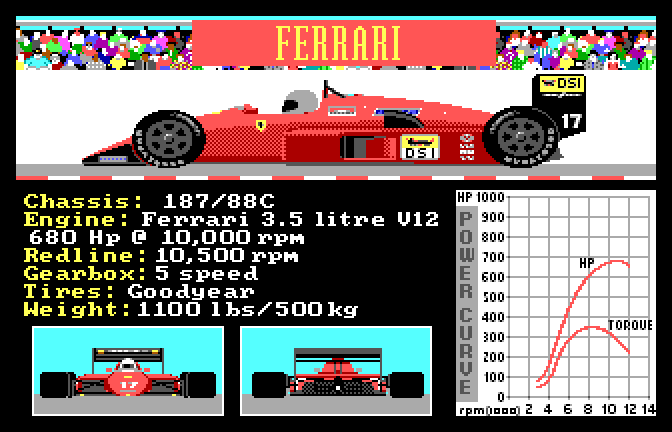 FERRARI
DSI
17
DSI
Chassis: 187/88C
Engine: Ferrari 3.5 litre V12
680 Hp @ 10,000 rpm
Redline: 10,500 rpm
Gearbox: 5 speed
Tires: Goodyear
Weight: 1100 lbs/500 kg
17
POWER CURVE
HP 1000
900
800
700
600
500
400
300
200
100
0
HP
TORQUE
rpm(1000) 2 4 6 8 10 12 14